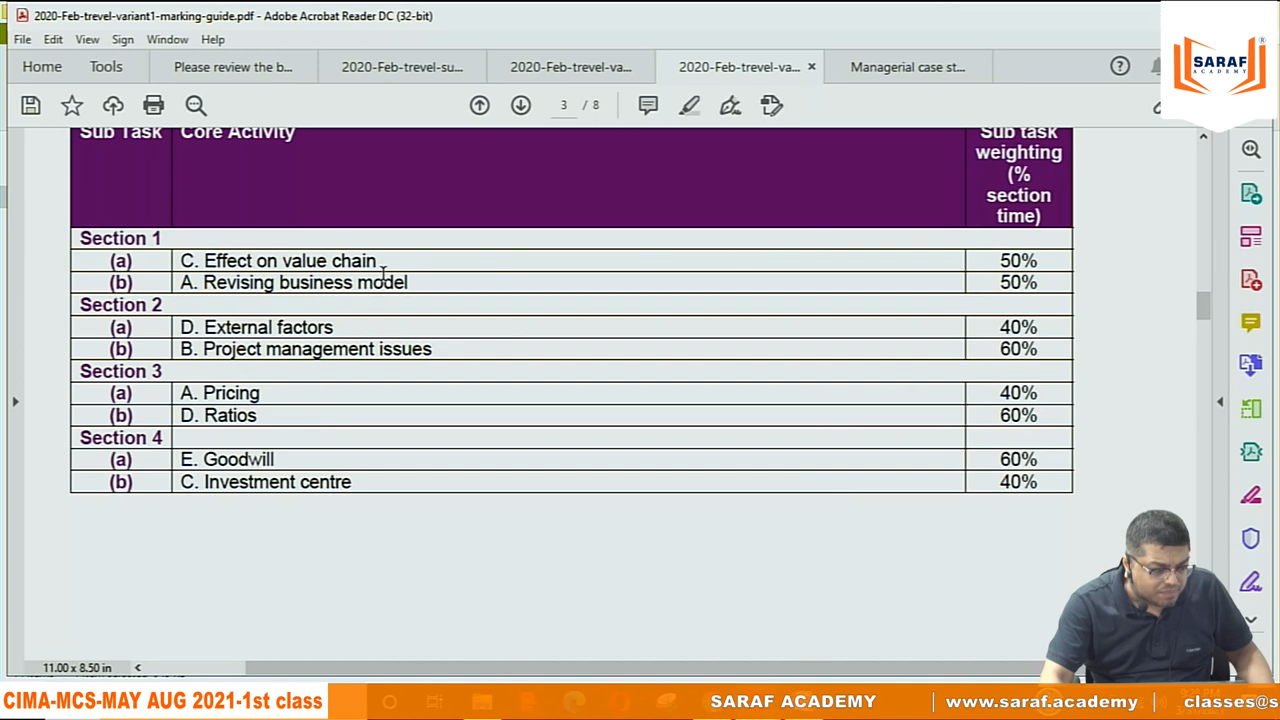 2020-Feb-trevel-variant1-marking-guide.pdf - Adobe Acrobat Reader DC (32-bit)
File Edit View Sign Window Help
Home Tools Please review the b... 2020-Feb-trevel-su... 2020-Feb-trevel-va... 2020-Feb-trevel-va... × Managerial case st...
3 / 8
SARAF
ACADEMY
Sub Task Core Activity Sub task
weighting
(%
section
time)
Section 1
(a) C. Effect on value chain 50%
(b) A. Revising business model 50%
Section 2
(a) D. External factors 40%
(b) B. Project management issues 60%
Section 3
(a) A. Pricing 40%
(b) D. Ratios 60%
Section 4
(a) E. Goodwill 60%
(b) C. Investment centre 40%
11.00 x 8.50 in
CIMA-MCS-MAY AUG 2021-1st class SARAF ACADEMY www.sarafacademy.com classes@s